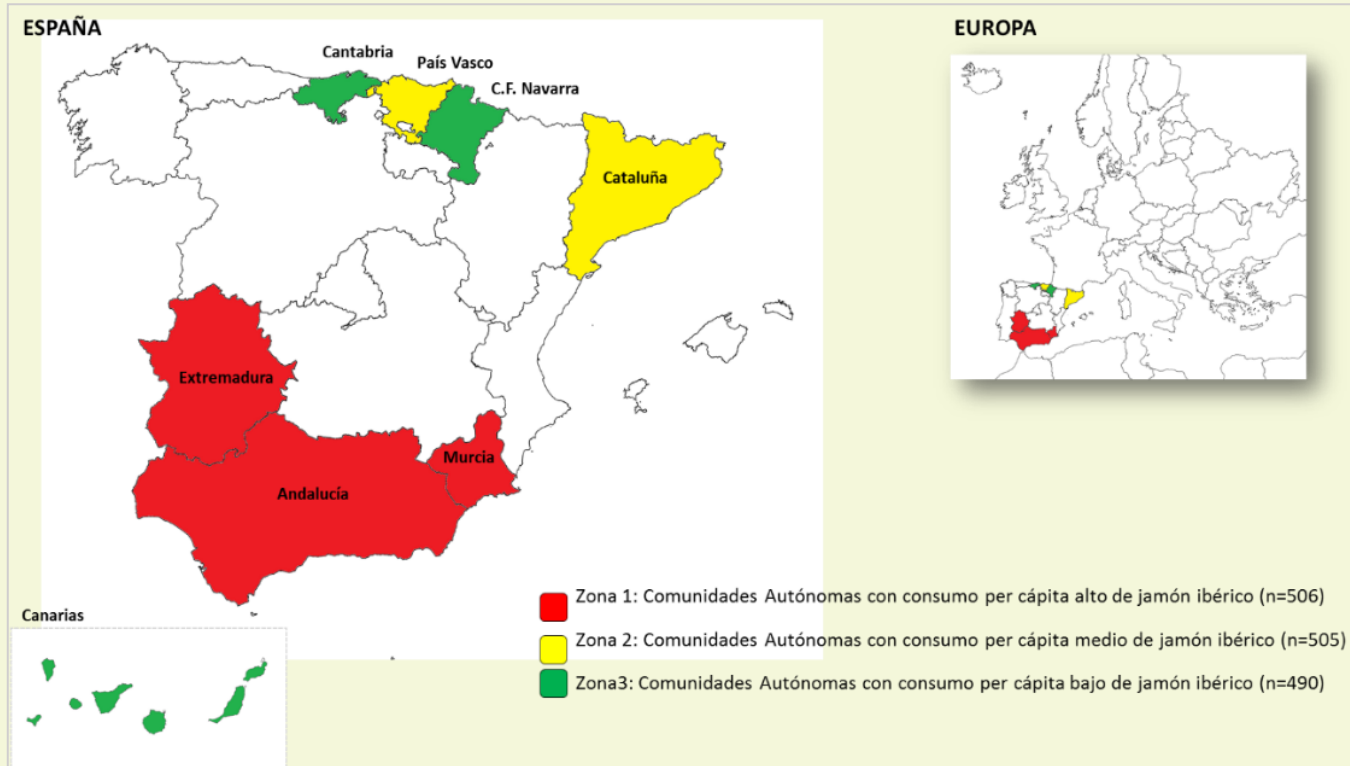 ESPAÑA
EUROPA
Cantabria
País Vasco
C.F. Navarra
Cataluña
Extremadura
Murcia
Andalucía
Canarias
Zona 1: Comunidades Autónomas con consumo per cápita alto de jamón ibérico (n=506)
Zona 2: Comunidades Autónomas con consumo per cápita medio de jamón ibérico (n=505)
Zona3: Comunidades Autónomas con consumo per cápita bajo de jamón ibérico (n=490)